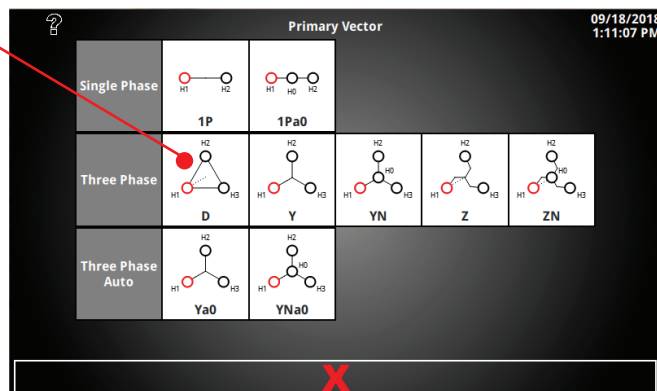 ?
Primary Vector
09/18/2018
1:11:07 PM
Single Phase
H1 H2
1P
H1 H0 H2
1Pa0
Three Phase
H2
H1 H3
D
H2
H1 H3
Y
H2
H0
H1 H3
YN
H2
H1 H3
Z
H2
H0
H1 H3
ZN
Three Phase
Auto
H2
H1 H3
Ya0
H2
H0
H1 H3
YNa0
X